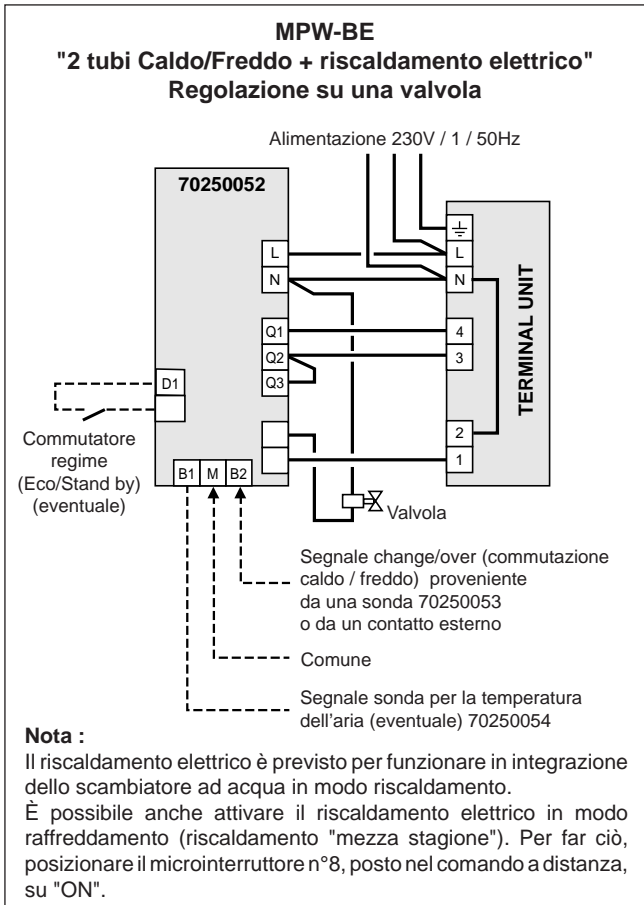 MPW-BE
"2 tubi Caldo/Freddo + riscaldamento elettrico"
Regolazione su una valvola
Alimentazione 230V / 1 / 50Hz
70250052
L
N
Q1
Q2
Q3
D1
B1 M B2
L
N
4
3
2
1
TERMINAL UNIT
Commutatore
regime
(Eco/Stand by)
(eventuale)
Valvola
Segnale change/over (commutazione
caldo / freddo) proveniente
da una sonda 70250053
o da un contatto esterno
Comune
Segnale sonda per la temperatura
dell'aria (eventuale) 70250054
Nota :
Il riscaldamento elettrico è previsto per funzionare in integrazione
dello scambiatore ad acqua in modo riscaldamento.
È possibile anche attivare il riscaldamento elettrico in modo
raffreddamento (riscaldamento "mezza stagione"). Per far ciò,
posizionare il microinterruttore n°8, posto nel comando a distanza,
su "ON".